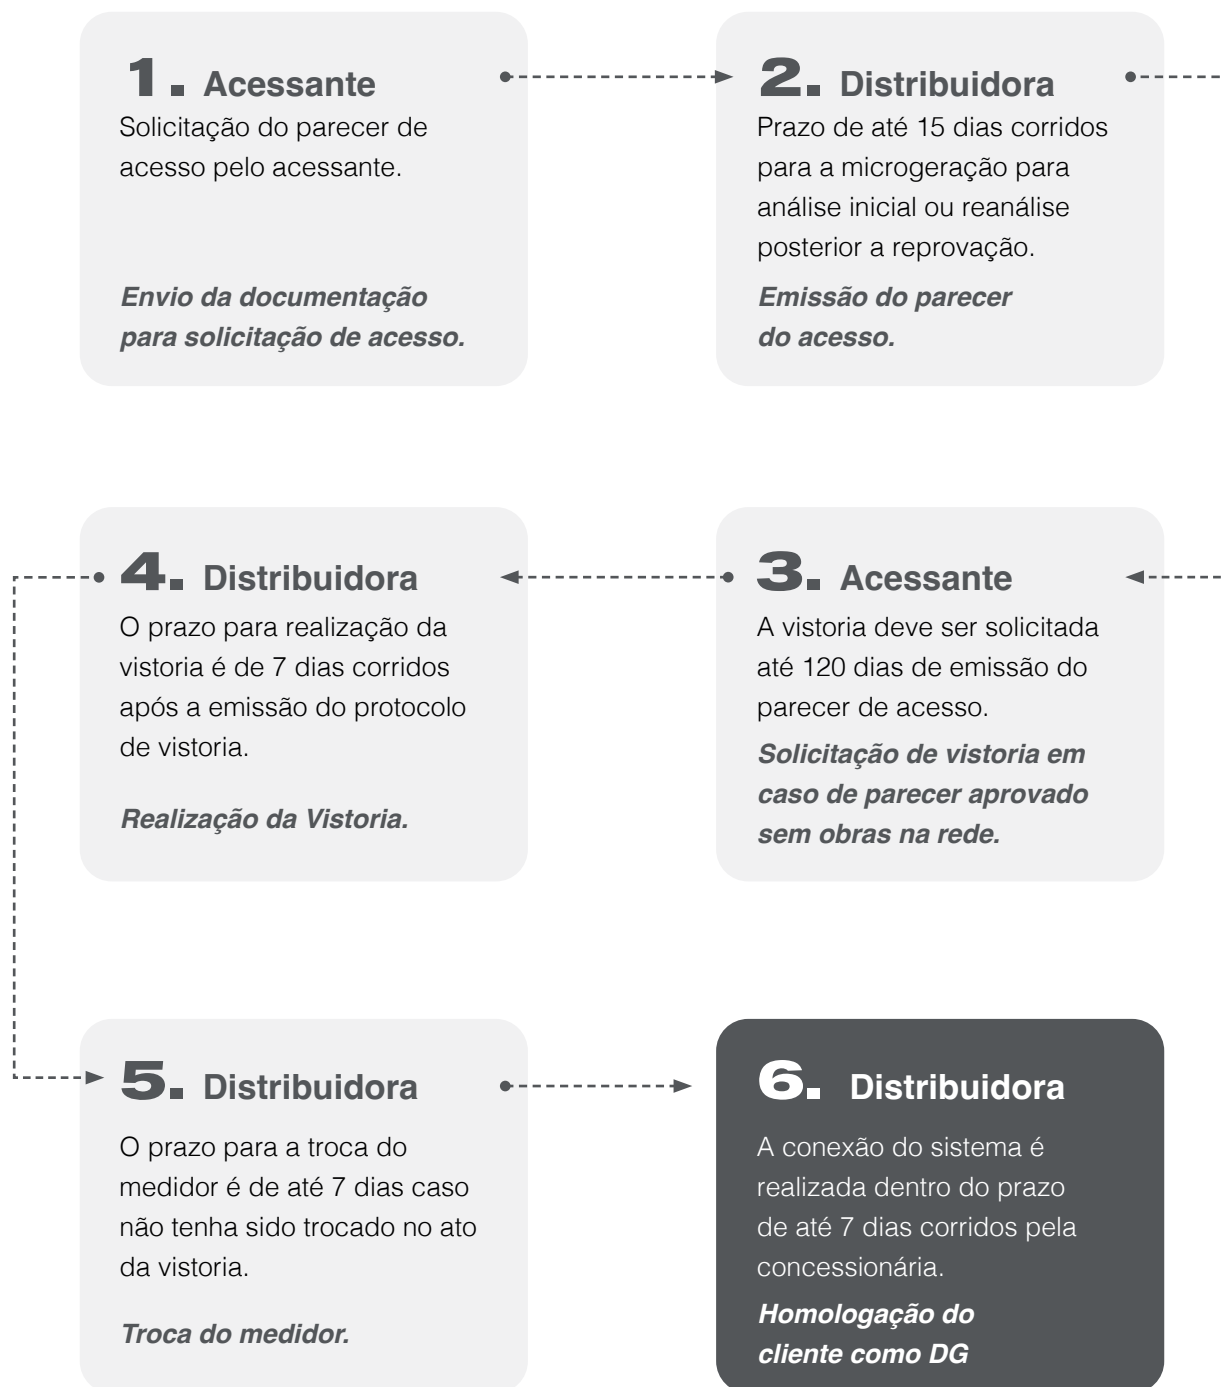 1. Acessante
Solicitação do parecer de
acesso pelo acessante.
Envio da documentação
para solicitação de acesso.
2. Distribuidora
Prazo de até 15 dias corridos
para a microgeração para
análise inicial ou reanálise
posterior a reprovação.
Emissão do parecer
do acesso.
3. Acessante
A vistoria deve ser solicitada
até 120 dias de emissão do
parecer de acesso.
Solicitação de vistoria em
caso de parecer aprovado
sem obras na rede.
4. Distribuidora
O prazo para realização da
vistoria é de 7 dias corridos
após a emissão do protocolo
de vistoria.
Realização da Vistoria.
5. Distribuidora
O prazo para a troca do
medidor é de até 7 dias caso
não tenha sido trocado no ato
da vistoria.
Troca do medidor.
6. Distribuidora
A conexão do sistema é
realizada dentro do prazo
de até 7 dias corridos pela
concessionária.
Homologação do
cliente como DG